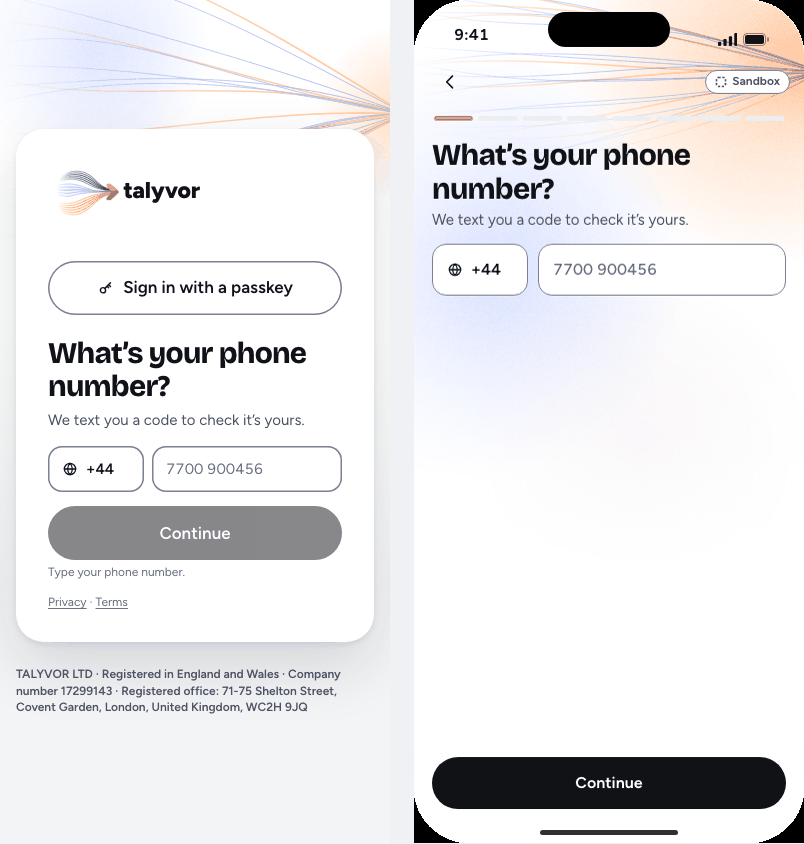 talyvor
Sign in with a passkey
What's your phone
number?
We text you a code to check it's yours.
+44
7700 900456
Continue
Type your phone number.
Privacy · Terms
TALYVOR LTD · Registered in England and Wales · Company
number 17299143 · Registered office: 71-75 Shelton Street,
Covent Garden, London, United Kingdom, WC2H 9JQ
9:41
Sandbox
What's your phone
number?
We text you a code to check it's yours.
+44
7700 900456
Continue